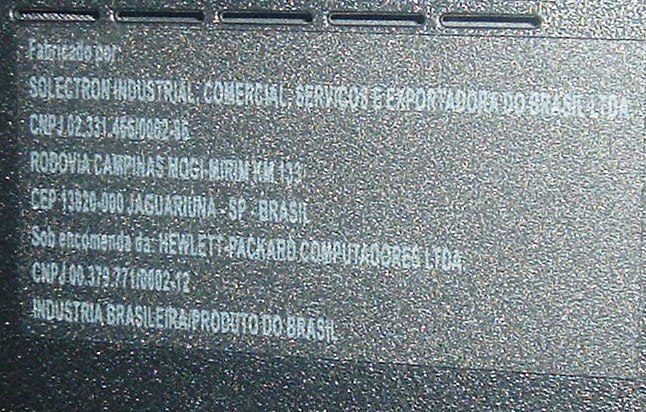 Fabricado por:
SOLECTRON INDUSTRIAL, COMERCIAL, SERVICOS E EXPORTADORA DO BRASIL LTDA
CNPJ.02.331.466/0002-85
RODOVIA CAMPINAS MOGI-MIRIM KM 133
CEP 13820-000 JAGUARIUNA - SP - BRASIL
Sob encomenda da: HEWLETT-PACKARD COMPUTADORES LTDA
CNPJ.00.379.771/0002-12
INDUSTRIA BRASILEIRA/PRODUTO DO BRASIL